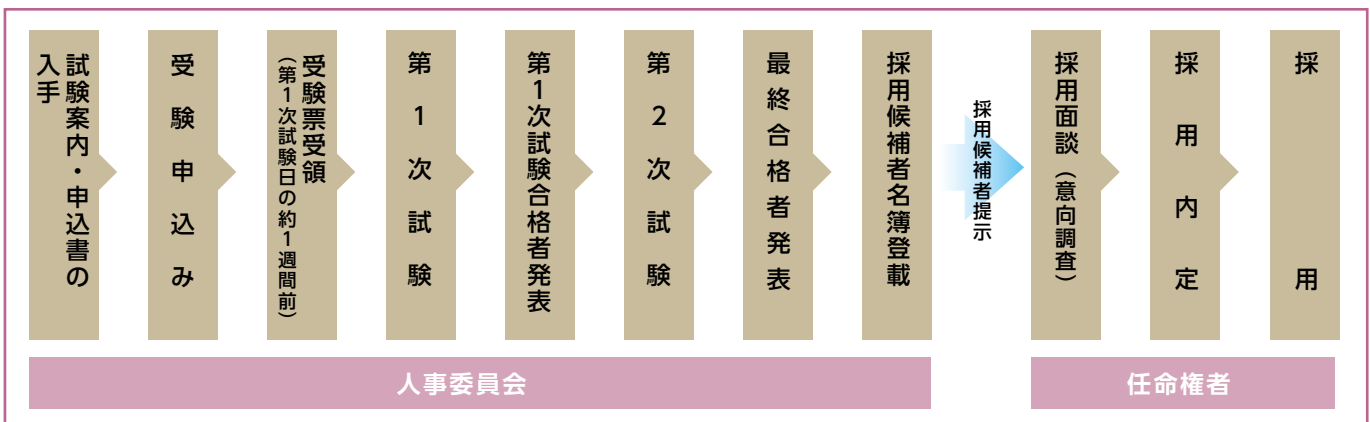 試験案内・申込書の
入手
受験申込み
受験票受領
（第1次試験日の約1週間前）
第1次試験
第1次試験合格者発表
第2次試験
最終合格者発表
採用候補者名簿登載
採用候補者提示
採用面談（意向調査）
採用内定
採用
人事委員会
任命権者